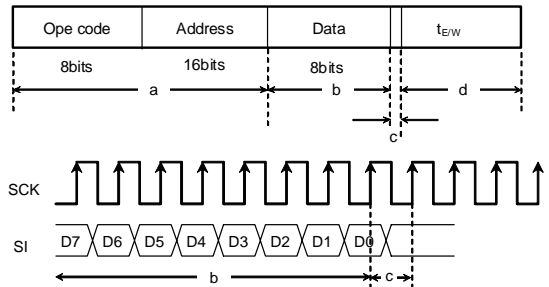 Ope code Address Data tE/W
8bits 16bits 8bits
a b d
c
SCK
SI D7 D6 D5 D4 D3 D2 D1 D0
b c